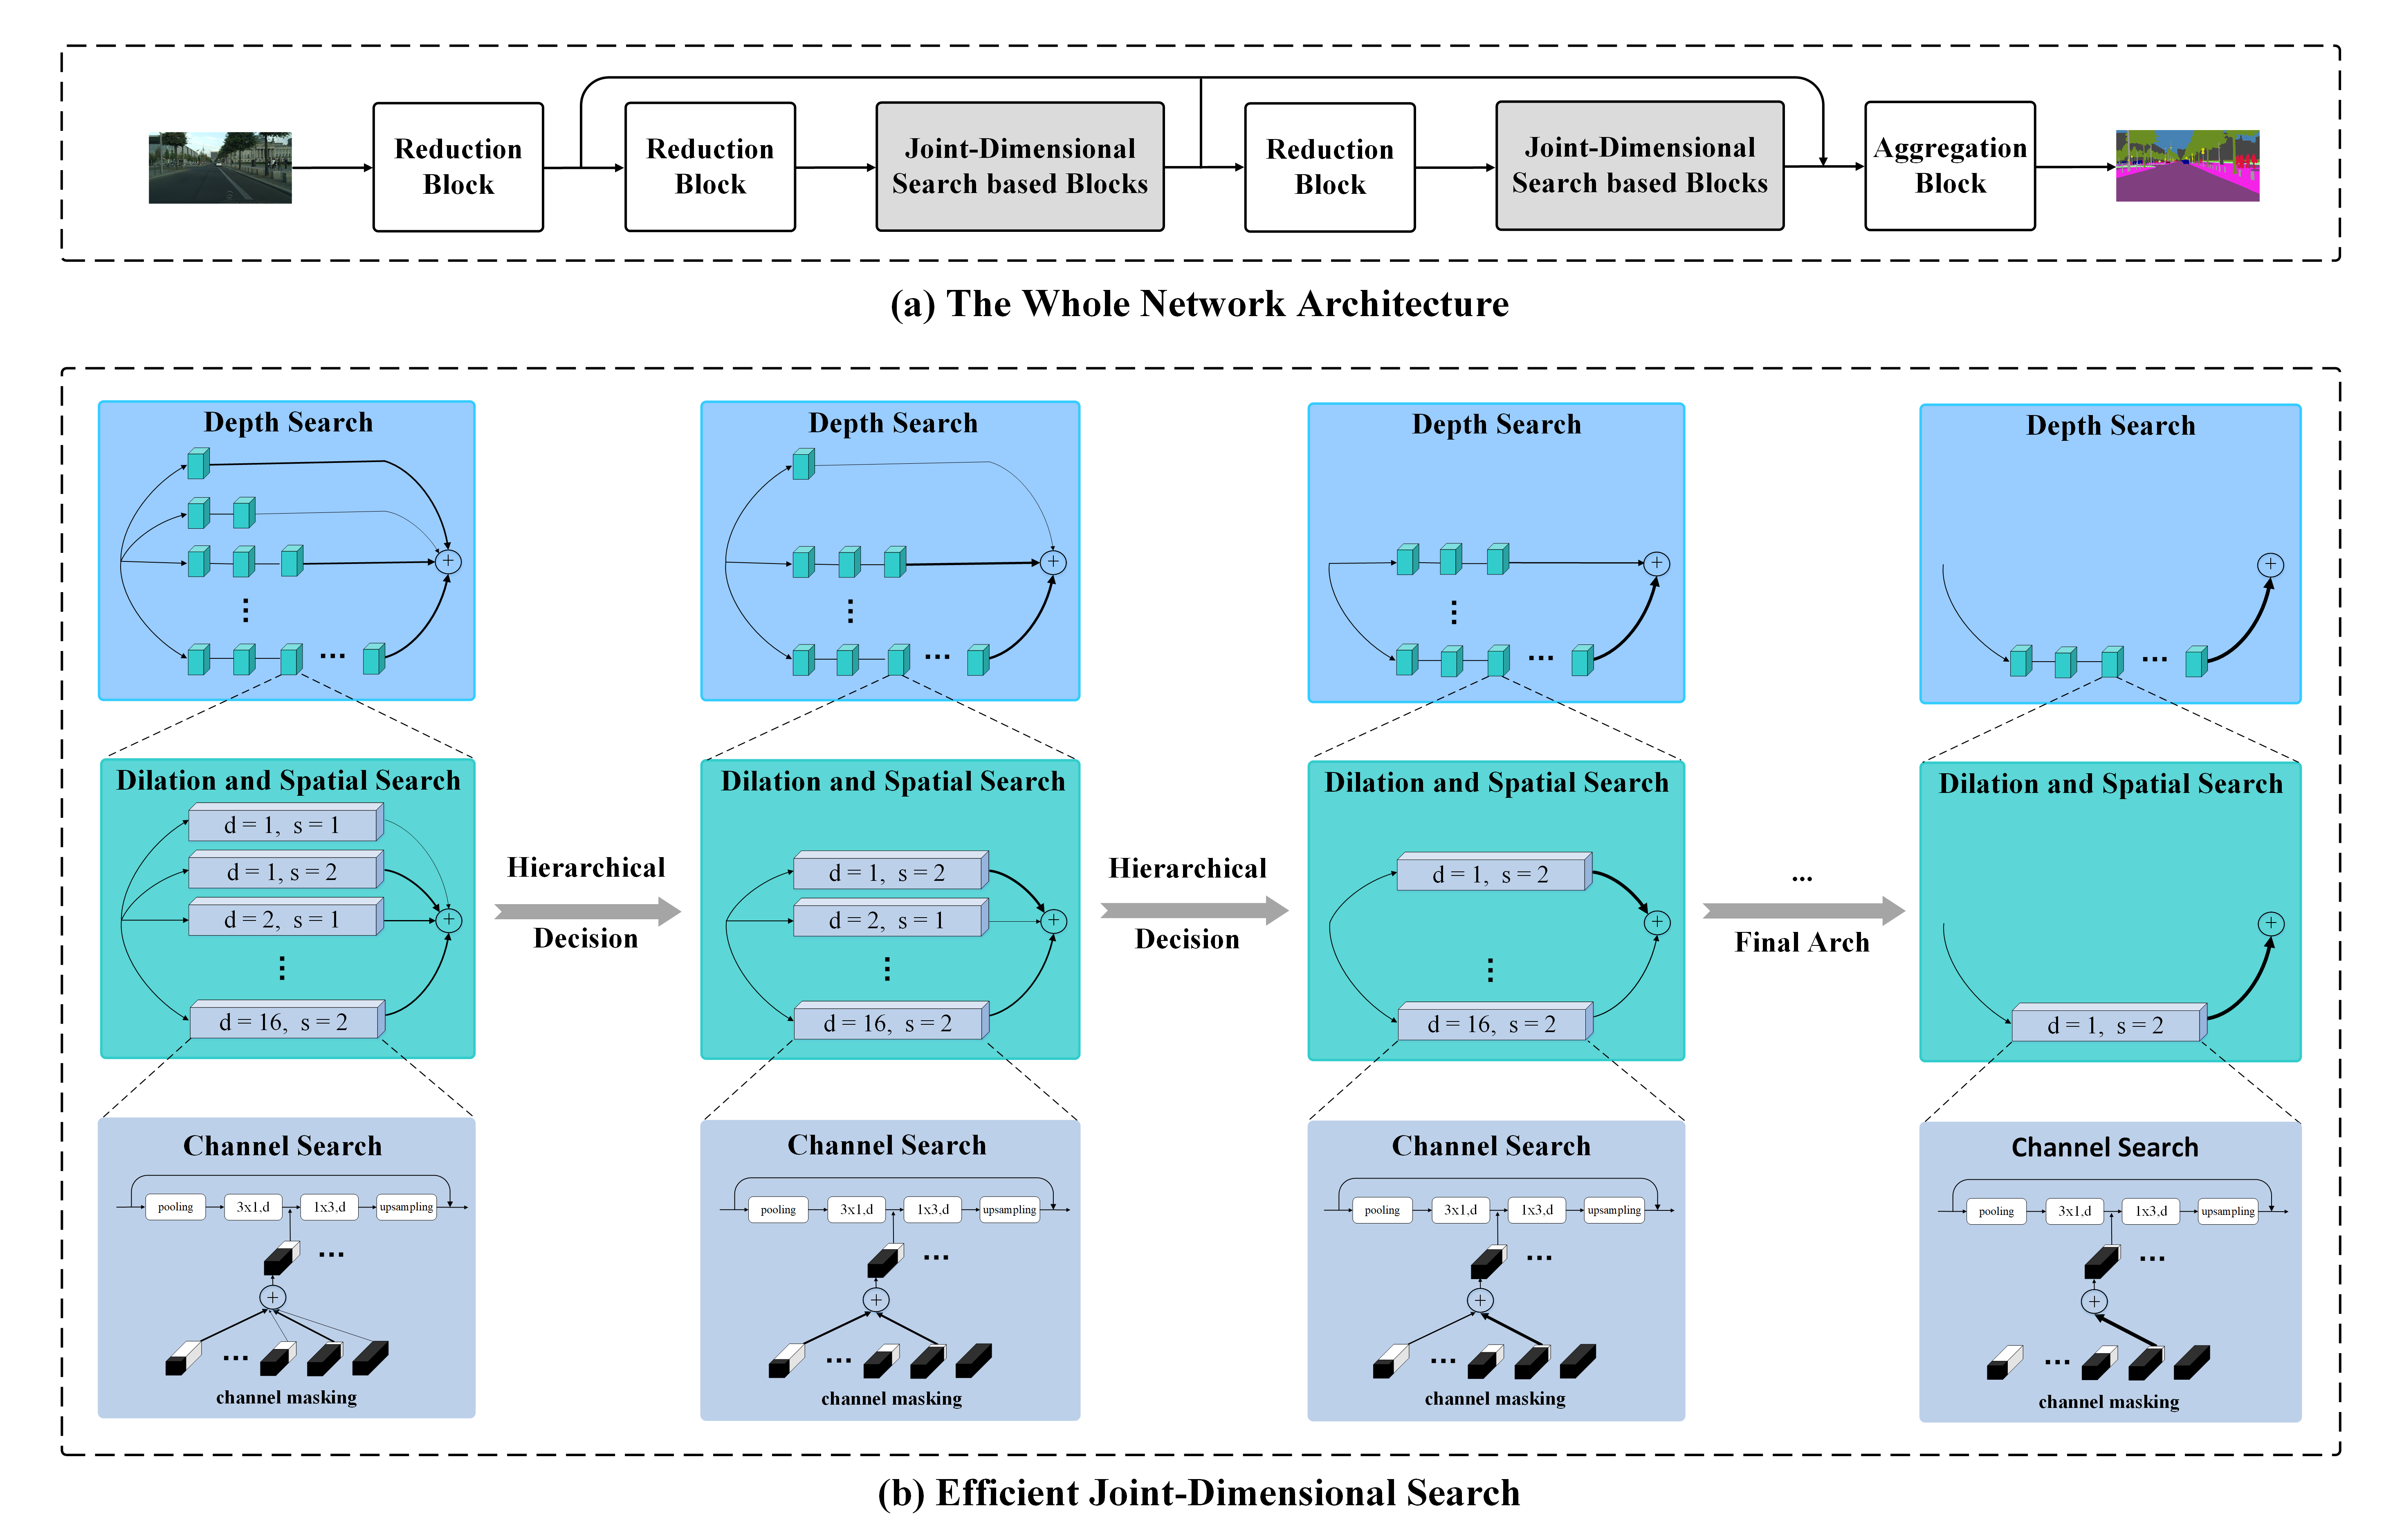 Reduction
Block
Reduction
Block
Joint-Dimensional
Search based Blocks
Reduction
Block
Joint-Dimensional
Search based Blocks
Aggregation
Block
(a) The Whole Network Architecture
Depth Search
+
...
...
Dilation and Spatial Search
d = 1, s = 1
d = 1, s = 2
d = 2, s = 1
+
...
d = 16, s = 2
Channel Search
pooling
3x1,d
1x3,d
upsampling
...
+
...
channel masking
Hierarchical
Decision
Depth Search
+
...
...
Dilation and Spatial Search
d = 1, s = 2
d = 2, s = 1
+
...
d = 16, s = 2
Channel Search
pooling
3x1,d
1x3,d
upsampling
...
+
...
channel masking
Hierarchical
Decision
Depth Search
+
...
...
Dilation and Spatial Search
d = 1, s = 2
+
...
d = 16, s = 2
Channel Search
pooling
3x1,d
1x3,d
upsampling
...
+
...
channel masking
...
Final Arch
Depth Search
+
...
Dilation and Spatial Search
+
d = 1, s = 2
Channel Search
pooling
3x1,d
1x3,d
upsampling
...
+
...
channel masking
(b) Efficient Joint-Dimensional Search